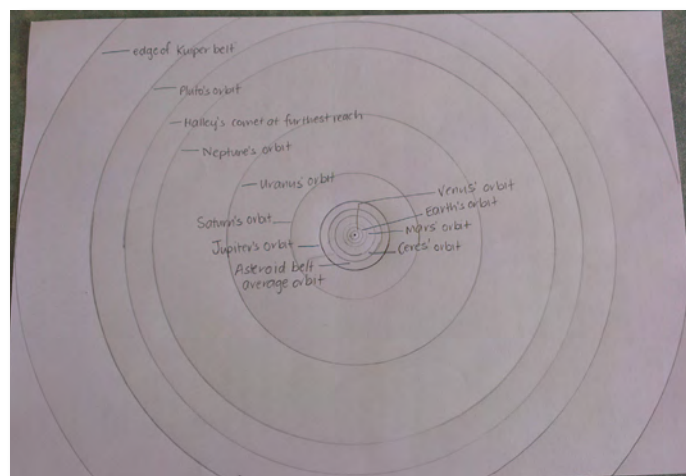 edge of Kuiper belt
Pluto's orbit
Halley's comet at furthest reach
Neptune's orbit
Uranus' orbit
Saturn's orbit
Jupiter's orbit
Asteroid belt
average orbit
Venus' orbit
Earth's orbit
Mars' orbit
Ceres' orbit